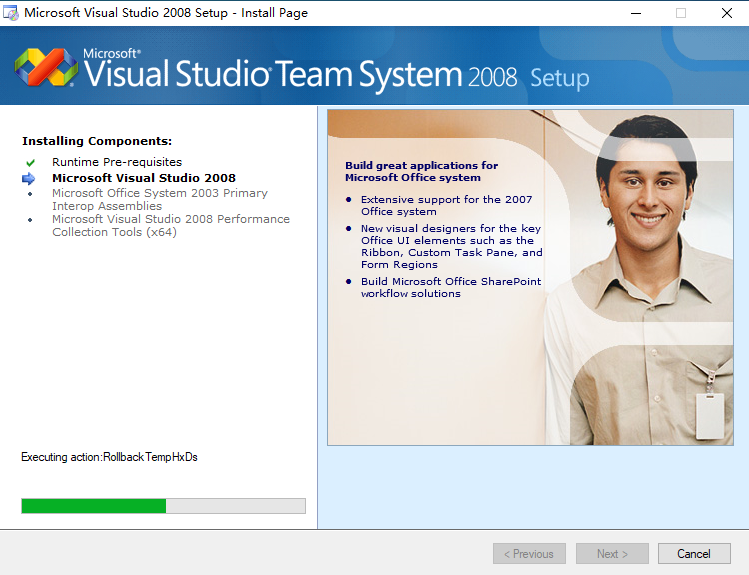 Microsoft Visual Studio 2008 Setup - Install Page
Microsoft®
Visual Studio® Team System 2008 Setup
Installing Components:
Runtime Pre-requisites
Microsoft Visual Studio 2008
• Microsoft Office System 2003 Primary
Interop Assemblies
• Microsoft Visual Studio 2008 Performance
Collection Tools (x64)
Executing action:RollbackTempHxDs
Build great applications for
Microsoft Office system
• Extensive support for the 2007
Office system
• New visual designers for the key
Office UI elements such as the
Ribbon, Custom Task Pane, and
Form Regions
• Build Microsoft Office SharePoint
workflow solutions
< Previous
Next >
Cancel